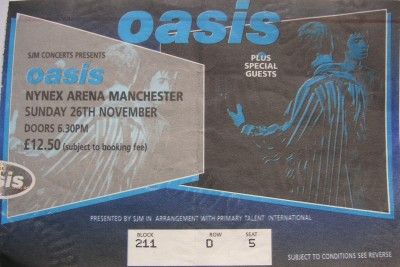 oasis
SJM CONCERTS PRESENTS
oasis
NYNEX ARENA MANCHESTER
SUNDAY 26TH NOVEMBER
DOORS 6.30PM
£12.50 (subject to booking fee)
PLUS
SPECIAL
GUESTS
sis
PRESENTED BY SJM IN ARRANGEMENT WITH PRIMARY TALENT INTERNATIONAL
BLOCK ROW SEAT
211 D 5
SUBJECT TO CONDITIONS SEE REVERSE